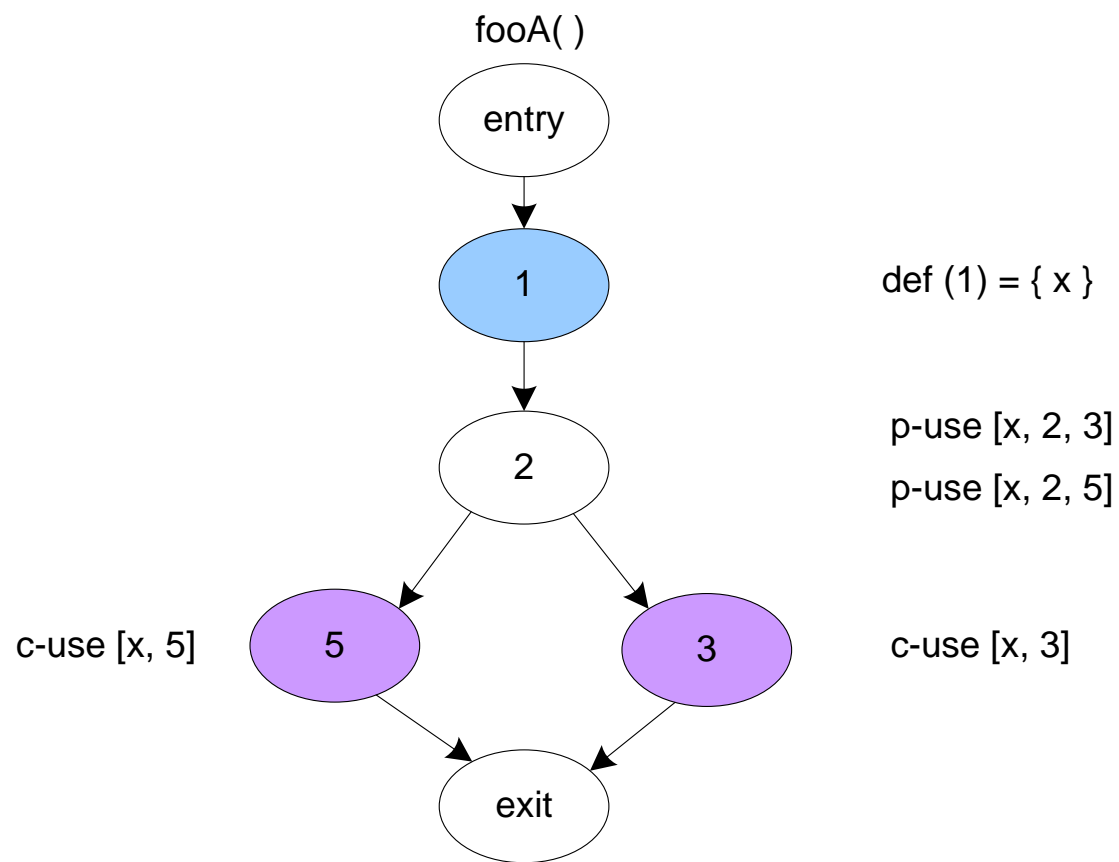 fooA( )
entry
1
def (1) = { x }
2
p-use [x, 2, 3]
p-use [x, 2, 5]
c-use [x, 5]
5
3
c-use [x, 3]
exit